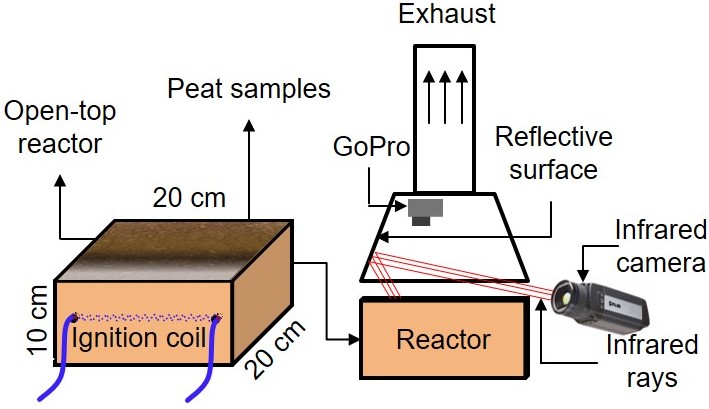 Exhaust
Peat samples
Open-top
reactor
GoPro
Reflective
surface
20 cm
Infrared
camera
10 cm
Ignition coil
20 cm
Reactor
Infrared
rays